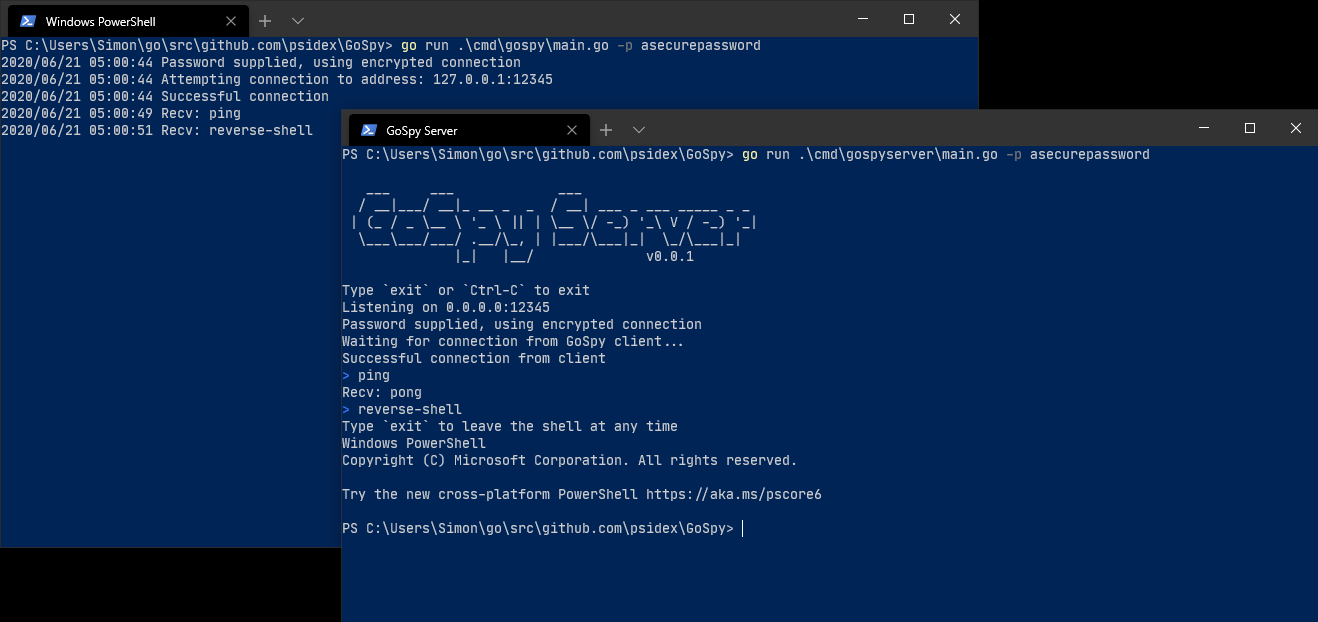 Windows PowerShell
PS C:\Users\Simon\go\src\github.com\psidex\GoSpy> go run .\cmd\gospy\main.go -p asecurepassword
2020/06/21 05:00:44 Password supplied, using encrypted connection
2020/06/21 05:00:44 Attempting connection to address: 127.0.0.1:12345
2020/06/21 05:00:44 Successful connection
2020/06/21 05:00:49 Recv: ping
2020/06/21 05:00:51 Recv: reverse-shell
GoSpy Server
PS C:\Users\Simon\go\src\github.com\psidex\GoSpy> go run .\cmd\gospyserver\main.go -p asecurepassword
GoSpy Server
v0.0.1
Type `exit` or `Ctrl-C` to exit
Listening on 0.0.0.0:12345
Password supplied, using encrypted connection
Waiting for connection from GoSpy client...
Successful connection from client
> ping
Recv: pong
> reverse-shell
Type `exit` to leave the shell at any time
Windows PowerShell
Copyright (C) Microsoft Corporation. All rights reserved.
Try the new cross-platform PowerShell https://aka.ms/pscore6
PS C:\Users\Simon\go\src\github.com\psidex\GoSpy>